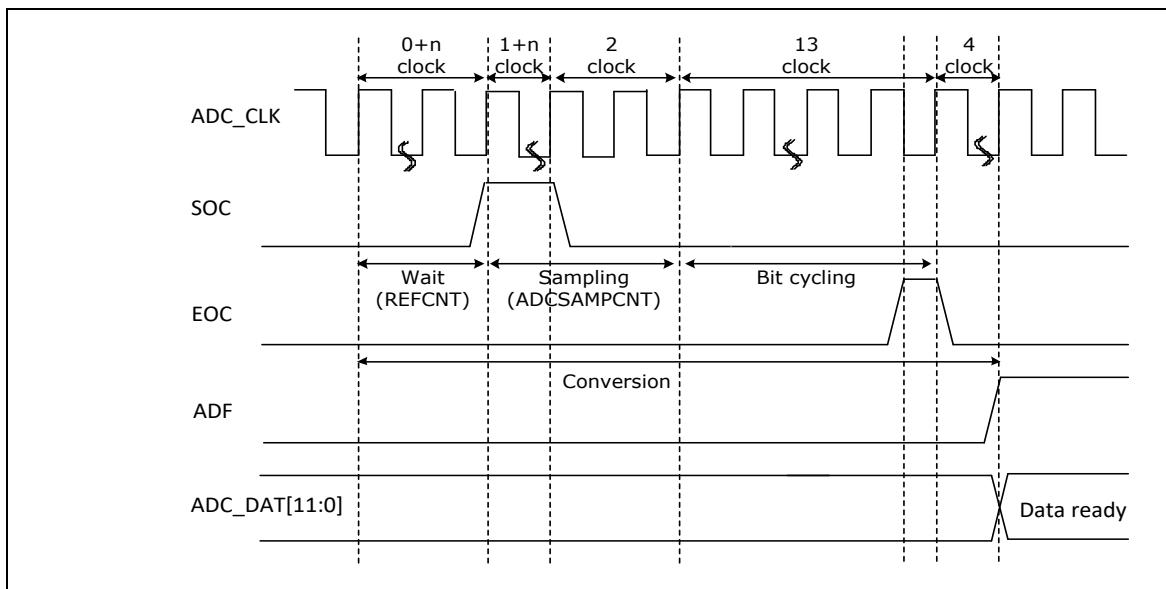 0+n 1+n 2 13 4
clock clock clock clock clock
ADC_CLK
SOC
Wait Sampling Bit cycling
(REFCNT) (ADCSAMPCNT)
EOC
Conversion
ADF
ADC_DAT[11:0] Data ready